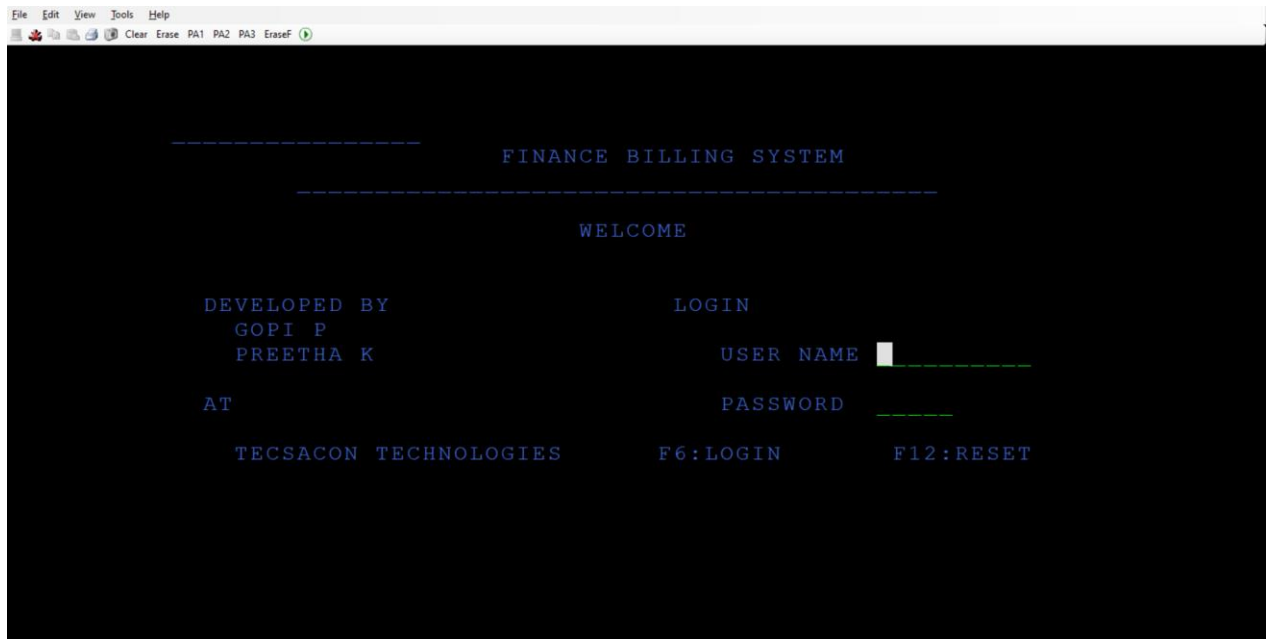 File Edit View Tools Help
Clear Erase PA1 PA2 PA3 EraseF
FINANCE BILLING SYSTEM
WELCOME
DEVELOPED BY LOGIN
GOPI P
PREETHA K USER NAME
AT PASSWORD
TECSACON TECHNOLOGIES F6:LOGIN F12:RESET